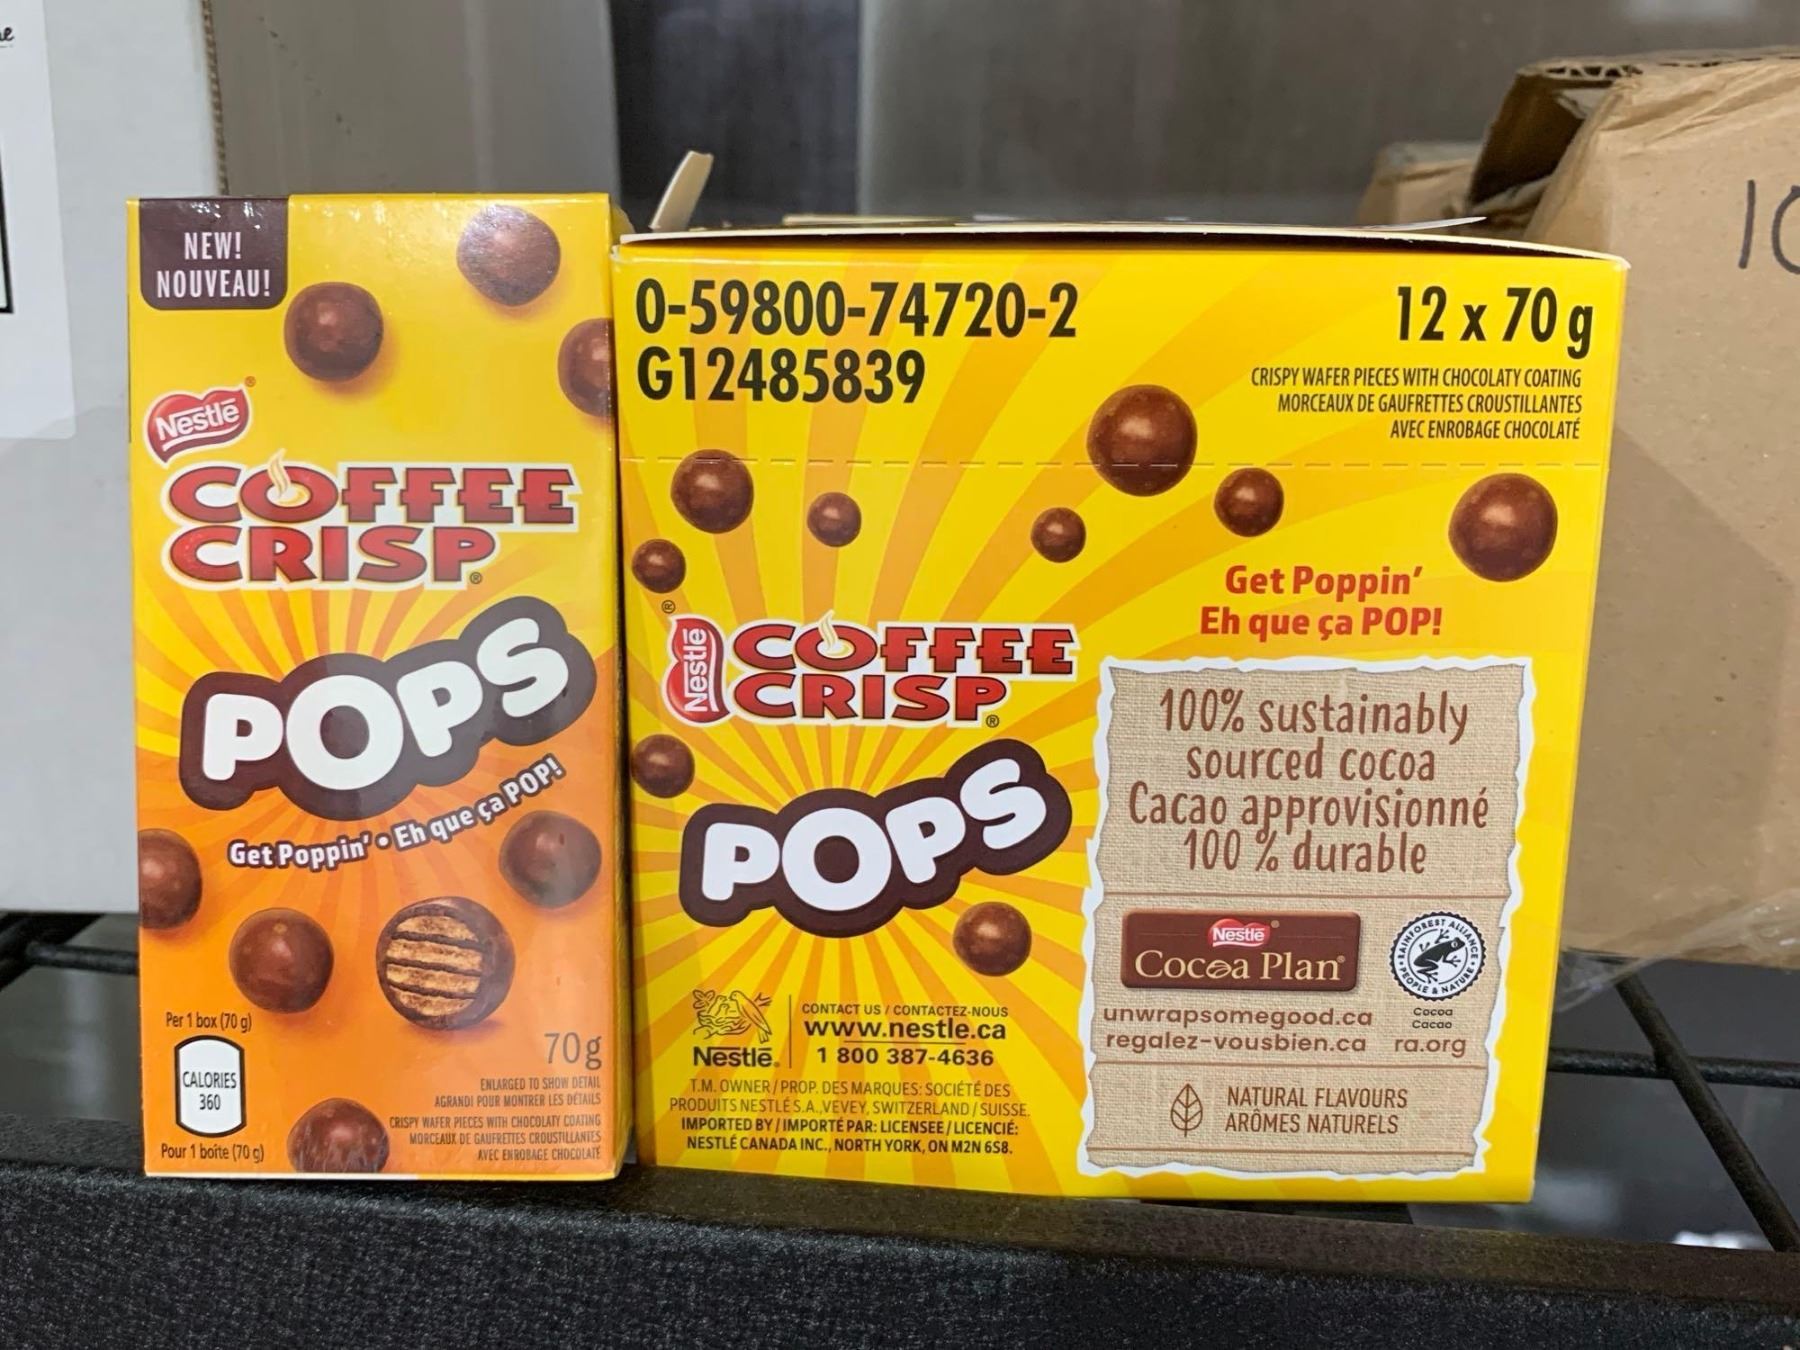 NEW!
NOUVEAU!
Nestlé
COFFEE
CRISP®
POPS
Get Poppin' • Eh que ça POP!
Per 1 box (70 g)
CALORIES
360
Pour 1 boîte (70 g)
70 g
ENLARGED TO SHOW DETAIL
AGRANDI POUR MONTRER LES DÉTAILS
CRISPY WAFER PIECES WITH CHOCOLATY COATING
MORCEAUX DE GAUFRETTES CROUSTILLANTES
AVEC ENROBAGE CHOCOLATÉ
0-59800-74720-2
G12485839
12 x 70 g
CRISPY WAFER PIECES WITH CHOCOLATY COATING
MORCEAUX DE GAUFRETTES CROUSTILLANTES
AVEC ENROBAGE CHOCOLATÉ
Nestlé®
COFFEE
CRISP®
POPS
Get Poppin'
Eh que ça POP!
100% sustainably
sourced cocoa
Cacao approvisionné
100 % durable
Nestlé®
Cocoa Plan®
RAINFOREST ALLIANCE
PEOPLE & NATURE
unwrapsomegood.ca
regalez-vousbien.ca
Cocoa
Cacao
ra.org
NATURAL FLAVOURS
ARÔMES NATURELS
Nestlé®
CONTACT US / CONTACTEZ-NOUS
www.nestle.ca
1 800 387-4636
T.M. OWNER / PROP. DES MARQUES: SOCIÉTÉ DES
PRODUITS NESTLÉ S.A., VEVEY, SWITZERLAND / SUISSE.
IMPORTED BY / IMPORTÉ PAR: LICENSEE / LICENCIÉ:
NESTLÉ CANADA INC., NORTH YORK, ON M2N 6S8.